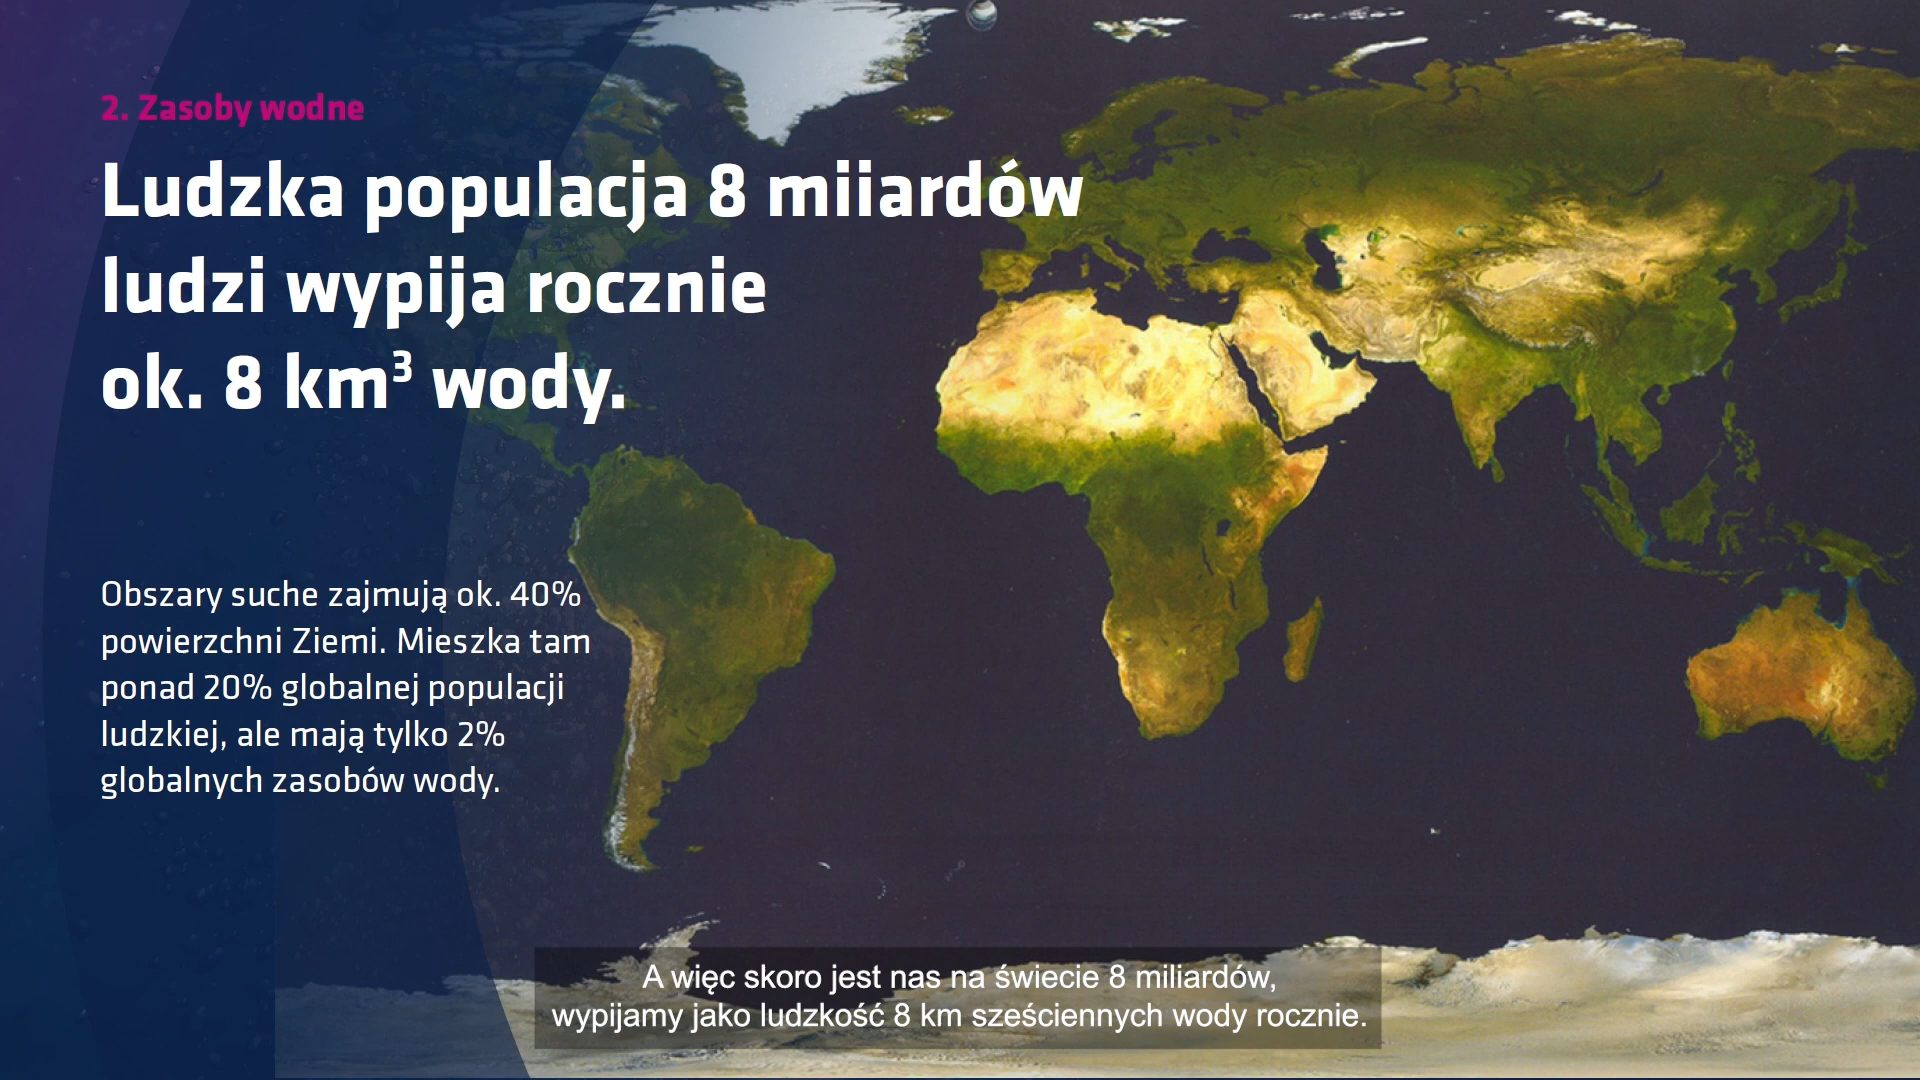 2. Zasoby wodne
Ludzka populacja 8 miiardów
ludzi wypija rocznie
ok. 8 km³ wody.
Obszary suche zajmują ok. 40%
powierzchni Ziemi. Mieszka tam
ponad 20% globalnej populacji
ludzkiej, ale mają tylko 2%
globalnych zasobów wody.
A więc skoro jest nas na świecie 8 miliardów,
wypijamy jako ludzkość 8 km sześciennych wody rocznie.